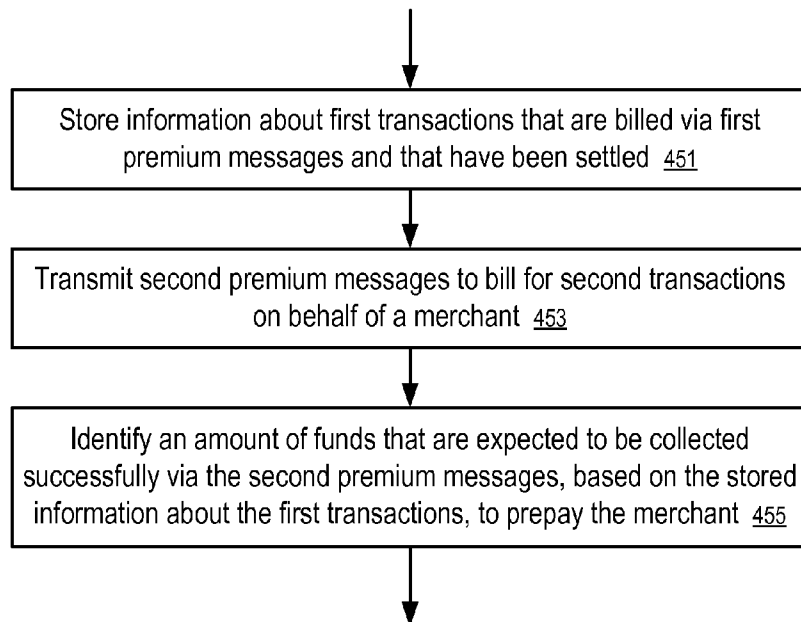 Store information about first transactions that are billed via first
premium messages and that have been settled 451
Transmit second premium messages to bill for second transactions
on behalf of a merchant 453
Identify an amount of funds that are expected to be collected
successfully via the second premium messages, based on the stored
information about the first transactions, to prepay the merchant 455